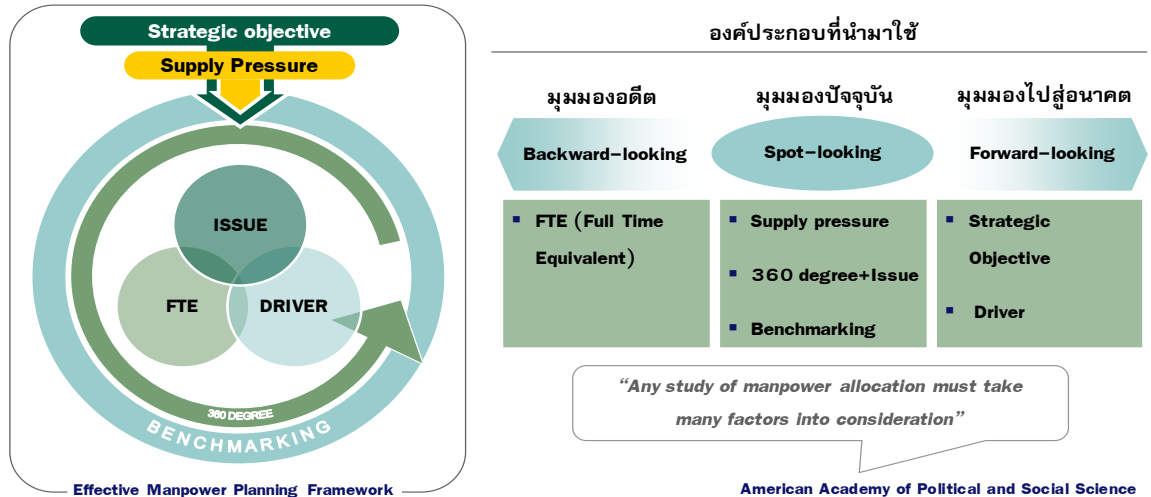 Strategic objective
Supply Pressure
ISSUE
FTE
DRIVER
360 DEGREE
BENCHMARKING
Effective Manpower Planning Framework
องค์ประกอบที่นำมาใช้
มุมมองอดีต
มุมมองปัจจุบัน
มุมมองไปสู่อนาคต
Backward-looking
Spot-looking
Forward-looking
▪ FTE (Full Time
Equivalent)
▪ Supply pressure
▪ 360 degree+Issue
▪ Benchmarking
▪ Strategic
Objective
▪ Driver
“Any study of manpower allocation must take
many factors into consideration”
American Academy of Political and Social Science